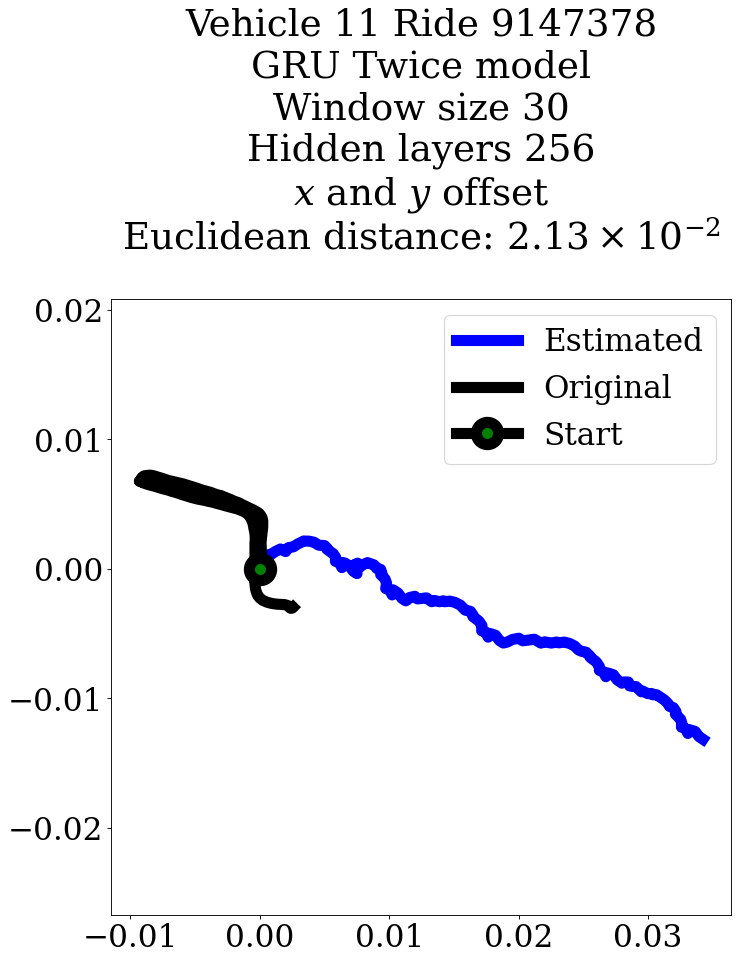 Vehicle 11 Ride 9147378
GRU Twice model
Window size 30
Hidden layers 256
x and y offset
Euclidean distance: 2.13 × 10⁻²
0.02
0.01
0.00
−0.01
−0.02
Estimated
Original
Start
−0.01
0.00
0.01
0.02
0.03